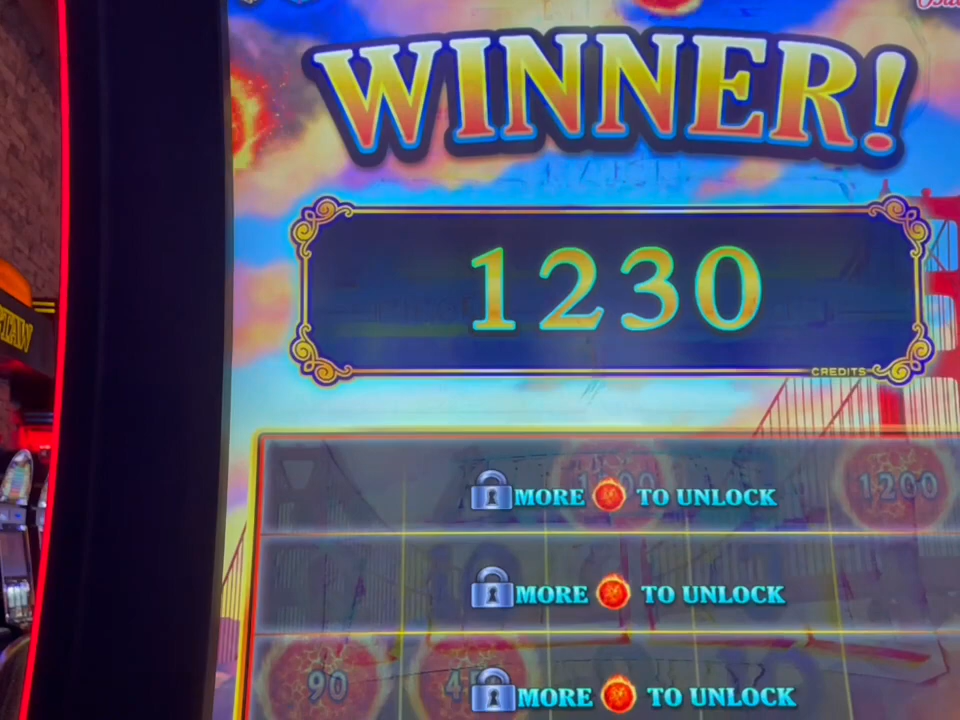 WINNER!
1230
CREDITS
MORE TO UNLOCK
1200
MORE TO UNLOCK
90
MORE TO UNLOCK